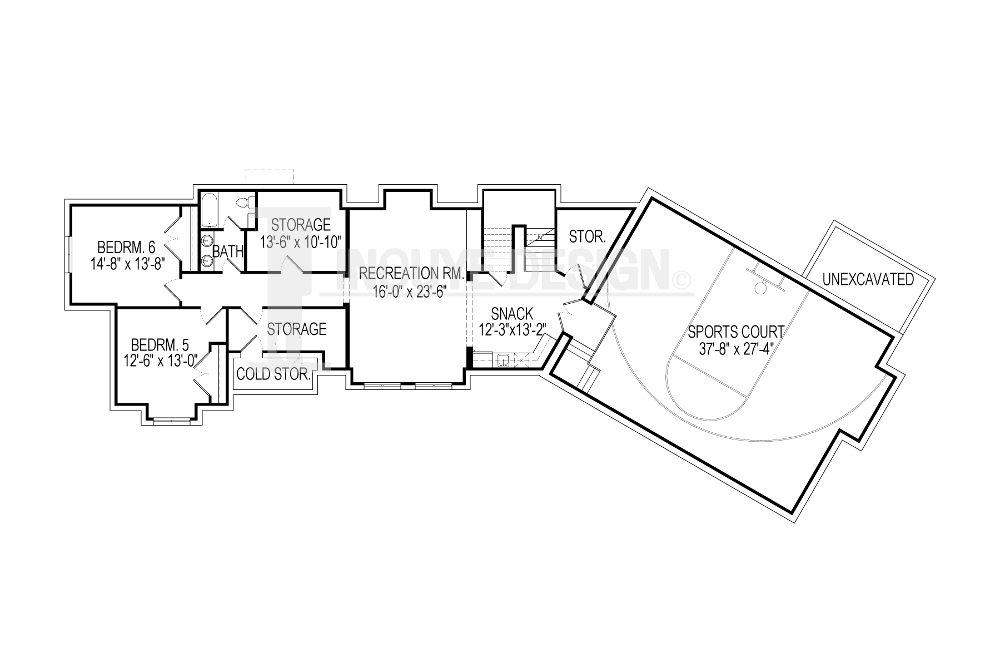 BEDRM. 6
14'-8" x 13'-8"
BATH
STORAGE
13'-6" x 10'-10"
RECREATION RM.
16'-0" x 23'-6"
STOR.
INOUYE DESIGN ©
UNEXCAVATED
SNACK
12'-3"x13'-2"
SPORTS COURT
37'-8" x 27'-4"
BEDRM. 5
12'-6" x 13'-0"
STORAGE
COLD STOR.